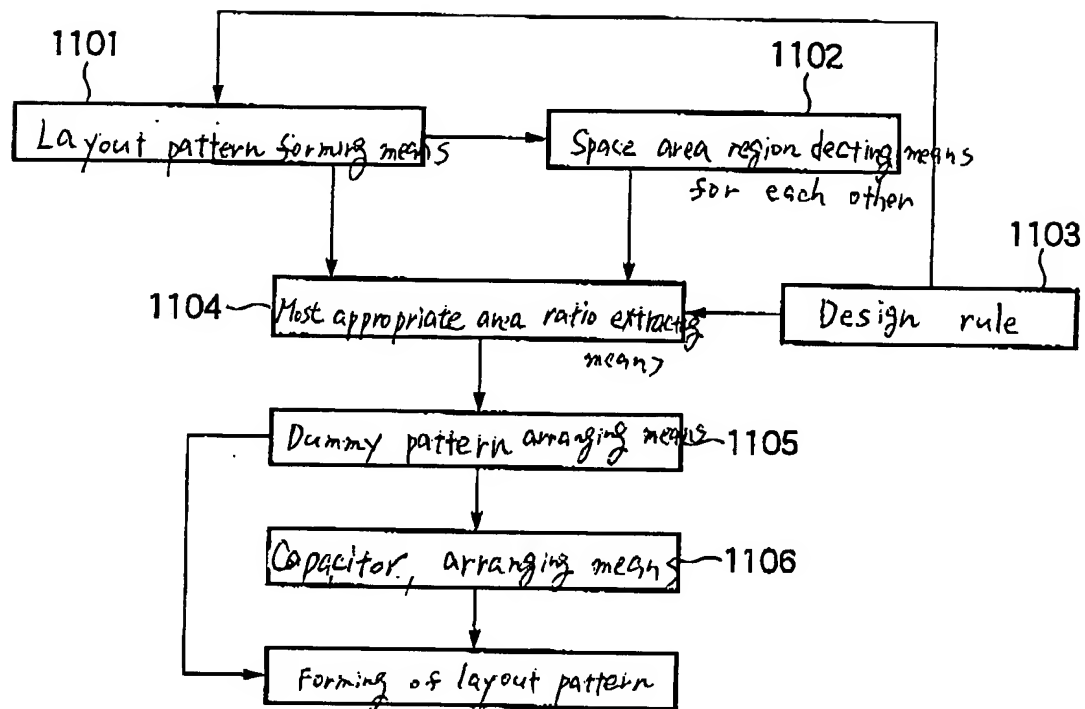 1101
1102
Layout pattern forming means
Space area region decting means
for each other
1103
1104
Most appropriate area ratio extracting
means
Design rule
Dummy pattern arranging means
1105
Capacitor, arranging means
1106
Forming of layout pattern